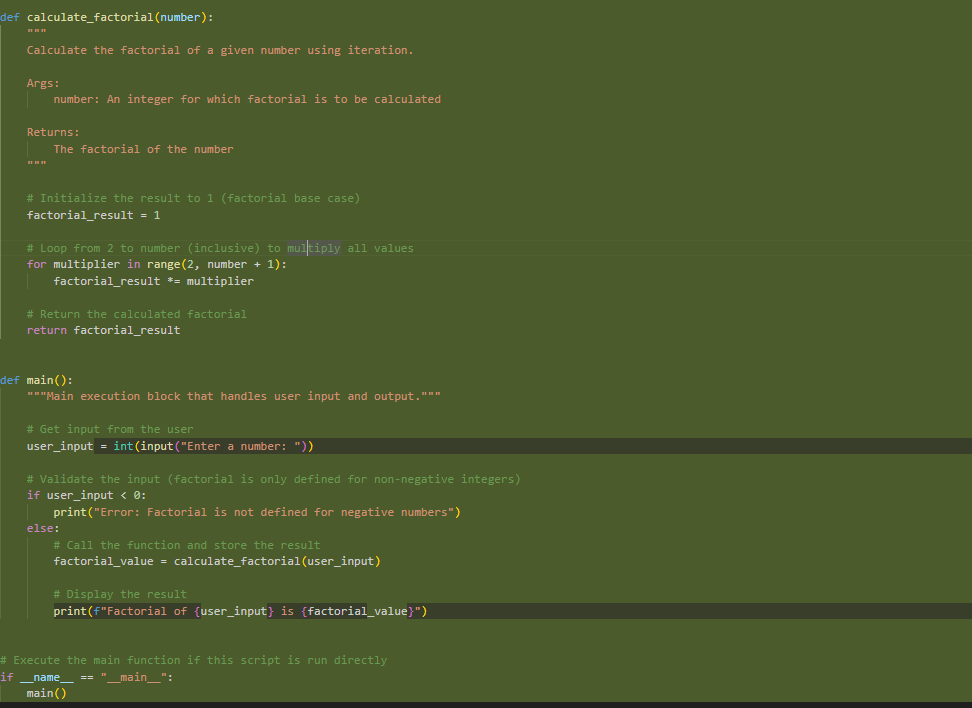 def calculate_factorial(number):
    """
    Calculate the factorial of a given number using iteration.

    Args:
        number: An integer for which factorial is to be calculated

    Returns:
        The factorial of the number
    """

    # Initialize the result to 1 (factorial base case)
    factorial_result = 1

    # Loop from 2 to number (inclusive) to multiply all values
    for multiplier in range(2, number + 1):
        factorial_result *= multiplier

    # Return the calculated factorial
    return factorial_result


def main():
    """Main execution block that handles user input and output."""

    # Get input from the user
    user_input = int(input("Enter a number: "))

    # Validate the input (factorial is only defined for non-negative integers)
    if user_input < 0:
        print("Error: Factorial is not defined for negative numbers")
    else:
        # Call the function and store the result
        factorial_value = calculate_factorial(user_input)

        # Display the result
        print(f"Factorial of {user_input} is {factorial_value}")


# Execute the main function if this script is run directly
if __name__ == "__main__":
    main()